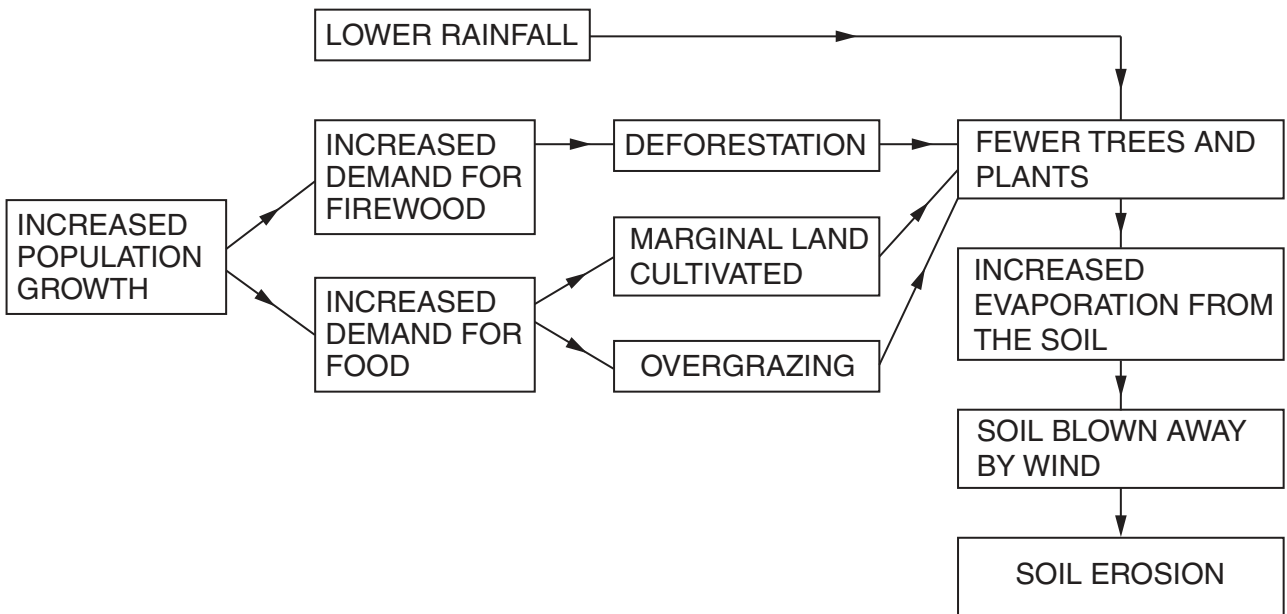 LOWER RAINFALL
INCREASED
DEMAND FOR
FIREWOOD
DEFORESTATION
FEWER TREES AND
PLANTS
INCREASED
POPULATION
GROWTH
MARGINAL LAND
CULTIVATED
INCREASED
DEMAND FOR
FOOD
OVERGRAZING
INCREASED
EVAPORATION FROM
THE SOIL
SOIL BLOWN AWAY
BY WIND
SOIL EROSION